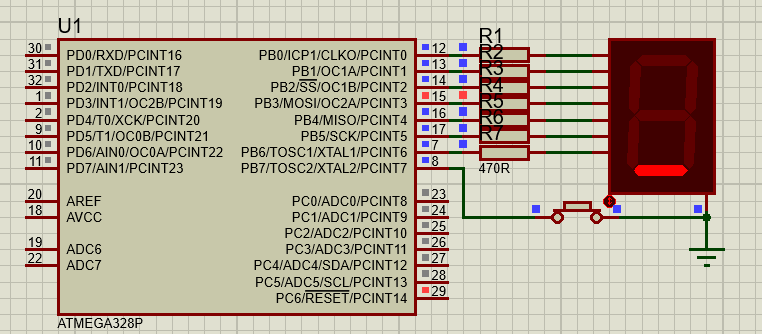 U1
30 PD0/RXD/PCINT16
31 PD1/TXD/PCINT17
32 PD2/INT0/PCINT18
1 PD3/INT1/OC2B/PCINT19
2 PD4/T0/XCK/PCINT20
9 PD5/T1/OC0B/PCINT21
10 PD6/AIN0/OC0A/PCINT22
11 PD7/AIN1/PCINT23
20 AREF
18 AVCC
19 ADC6
22 ADC7
PB0/ICP1/CLKO/PCINT0 12
PB1/OC1A/PCINT1 13
PB2/SS/OC1B/PCINT2 14
PB3/MOSI/OC2A/PCINT3 15
PB4/MISO/PCINT4 16
PB5/SCK/PCINT5 17
PB6/TOSC1/XTAL1/PCINT6 7
PB7/TOSC2/XTAL2/PCINT7 8
PC0/ADC0/PCINT8 23
PC1/ADC1/PCINT9 24
PC2/ADC2/PCINT10 25
PC3/ADC3/PCINT11 26
PC4/ADC4/SDA/PCINT12 27
PC5/ADC5/SCL/PCINT13 28
PC6/RESET/PCINT14 29
ATMEGA328P
R1
R2
R3
R4
R5
R6
R7
470R